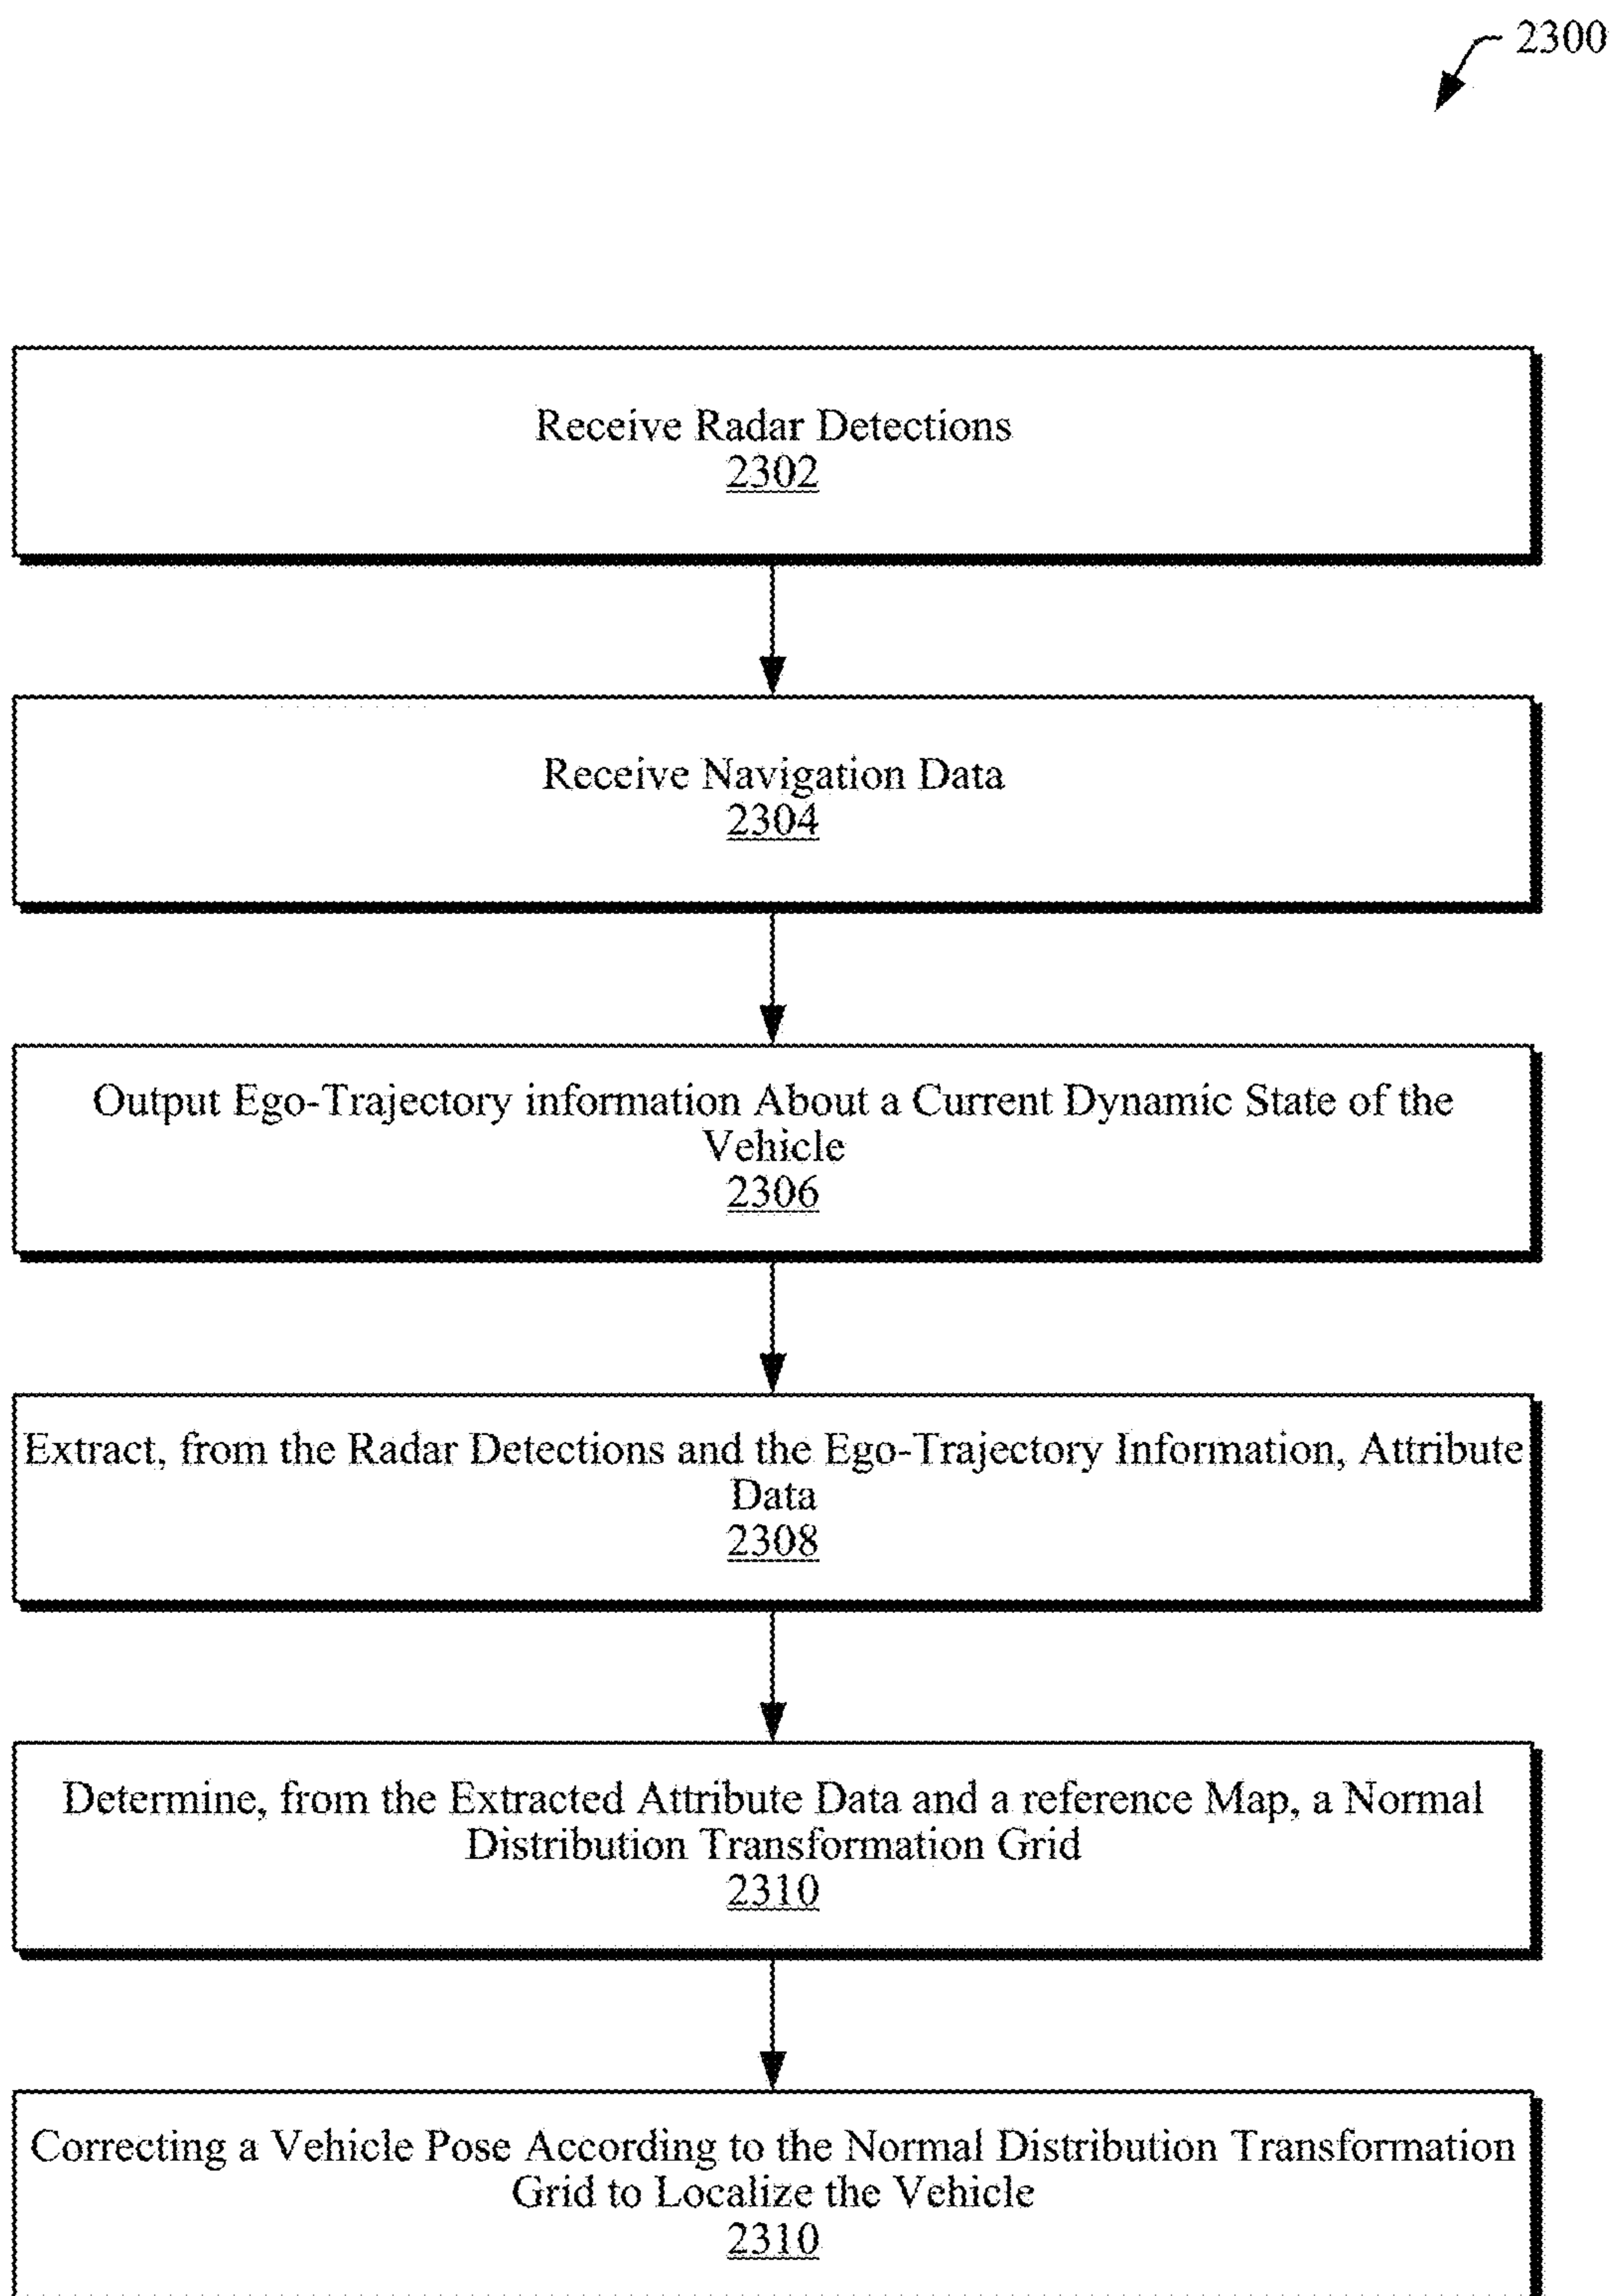 2300
Receive Radar Detections
2302
Receive Navigation Data
2304
Output Ego-Trajectory information About a Current Dynamic State of the
Vehicle
2306
Extract, from the Radar Detections and the Ego-Trajectory Information, Attribute
Data
2308
Determine, from the Extracted Attribute Data and a reference Map, a Normal
Distribution Transformation Grid
2310
Correcting a Vehicle Pose According to the Normal Distribution Transformation
Grid to Localize the Vehicle
2310